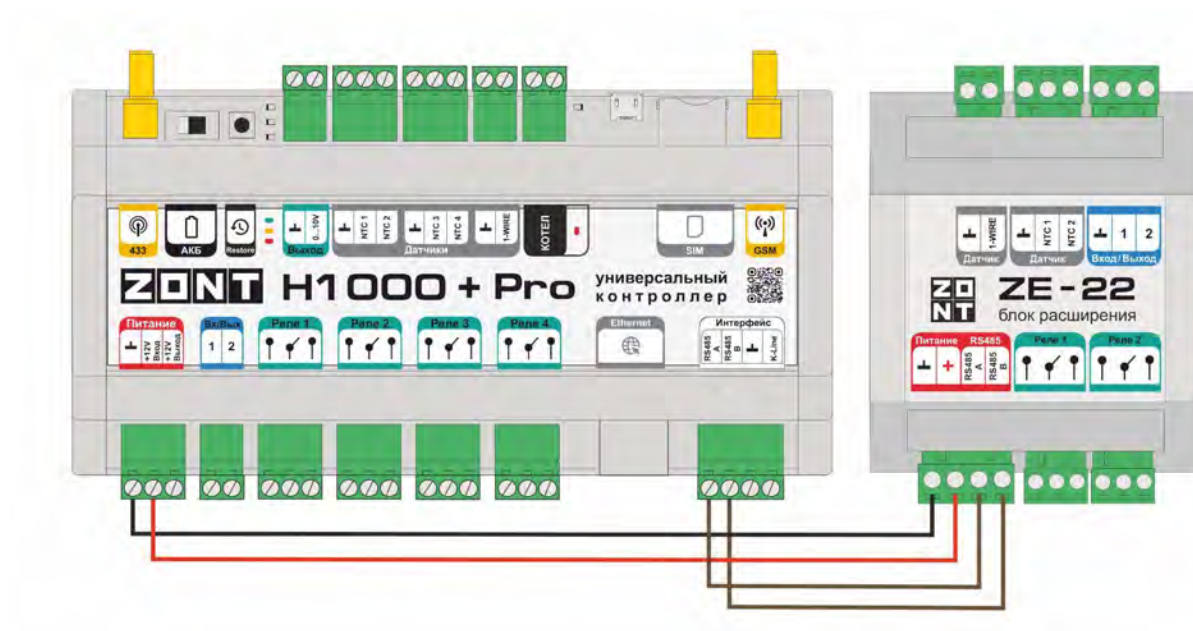 433
АКБ
Restore
⊥ 0...10V
Выход
⊥ NTC 1 NTC 2 ⊥ NTC 3 NTC 4 ⊥ 1-WIRE
Датчики
КОТЕЛ
SIM
GSM
ZONT H1000 + Pro
универсальный
контроллер
Питание
⊥ +12V Вход +12V Выход
Вх/Вых
1 2
Реле 1
Реле 2
Реле 3
Реле 4
Ethernet
Интерфейс
RS485 A RS485 B ⊥ K-Line
⊥ 1-WIRE
Датчик
⊥ NTC 1 NTC 2
Датчик
⊥ 1 2
Вход/Выход
ZONT
ZE-22
блок расширения
Питание RS485
⊥ + RS485 A RS485 B
Реле 1
Реле 2